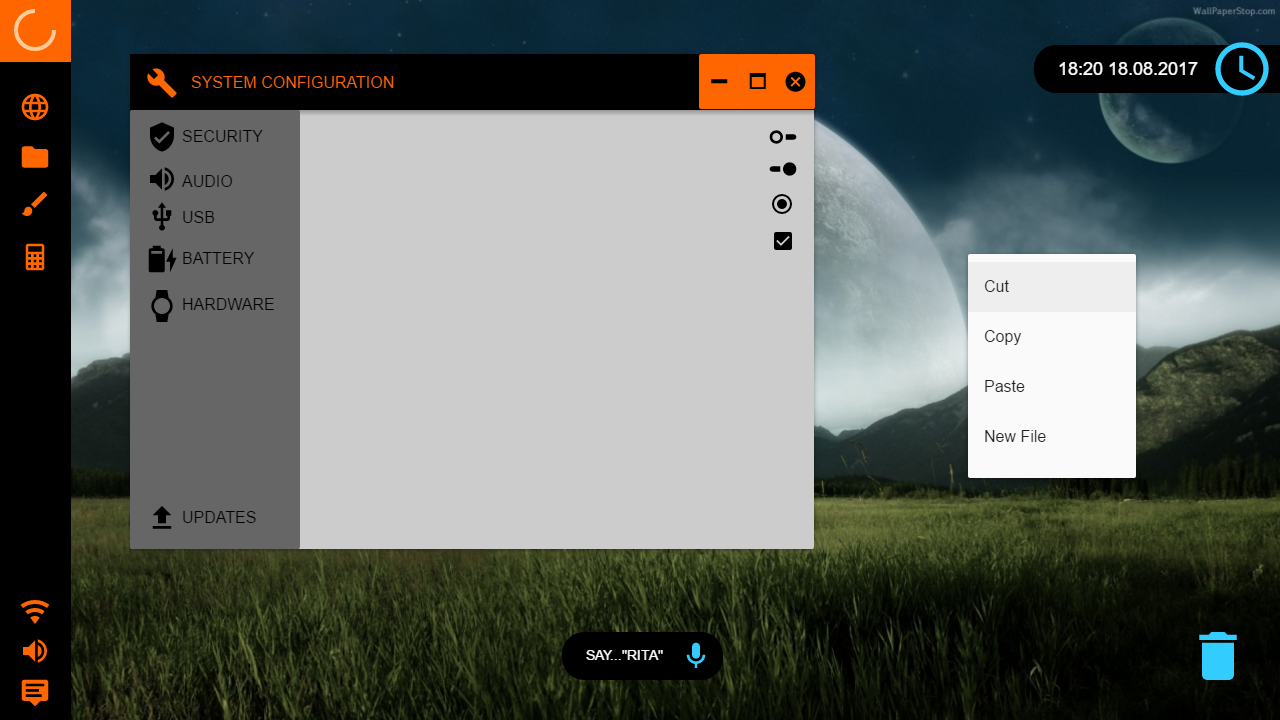 WallPaperStop.com
18:20 18.08.2017
SYSTEM CONFIGURATION
SECURITY
AUDIO
USB
BATTERY
HARDWARE
UPDATES
Cut
Copy
Paste
New File
SAY..."RITA"